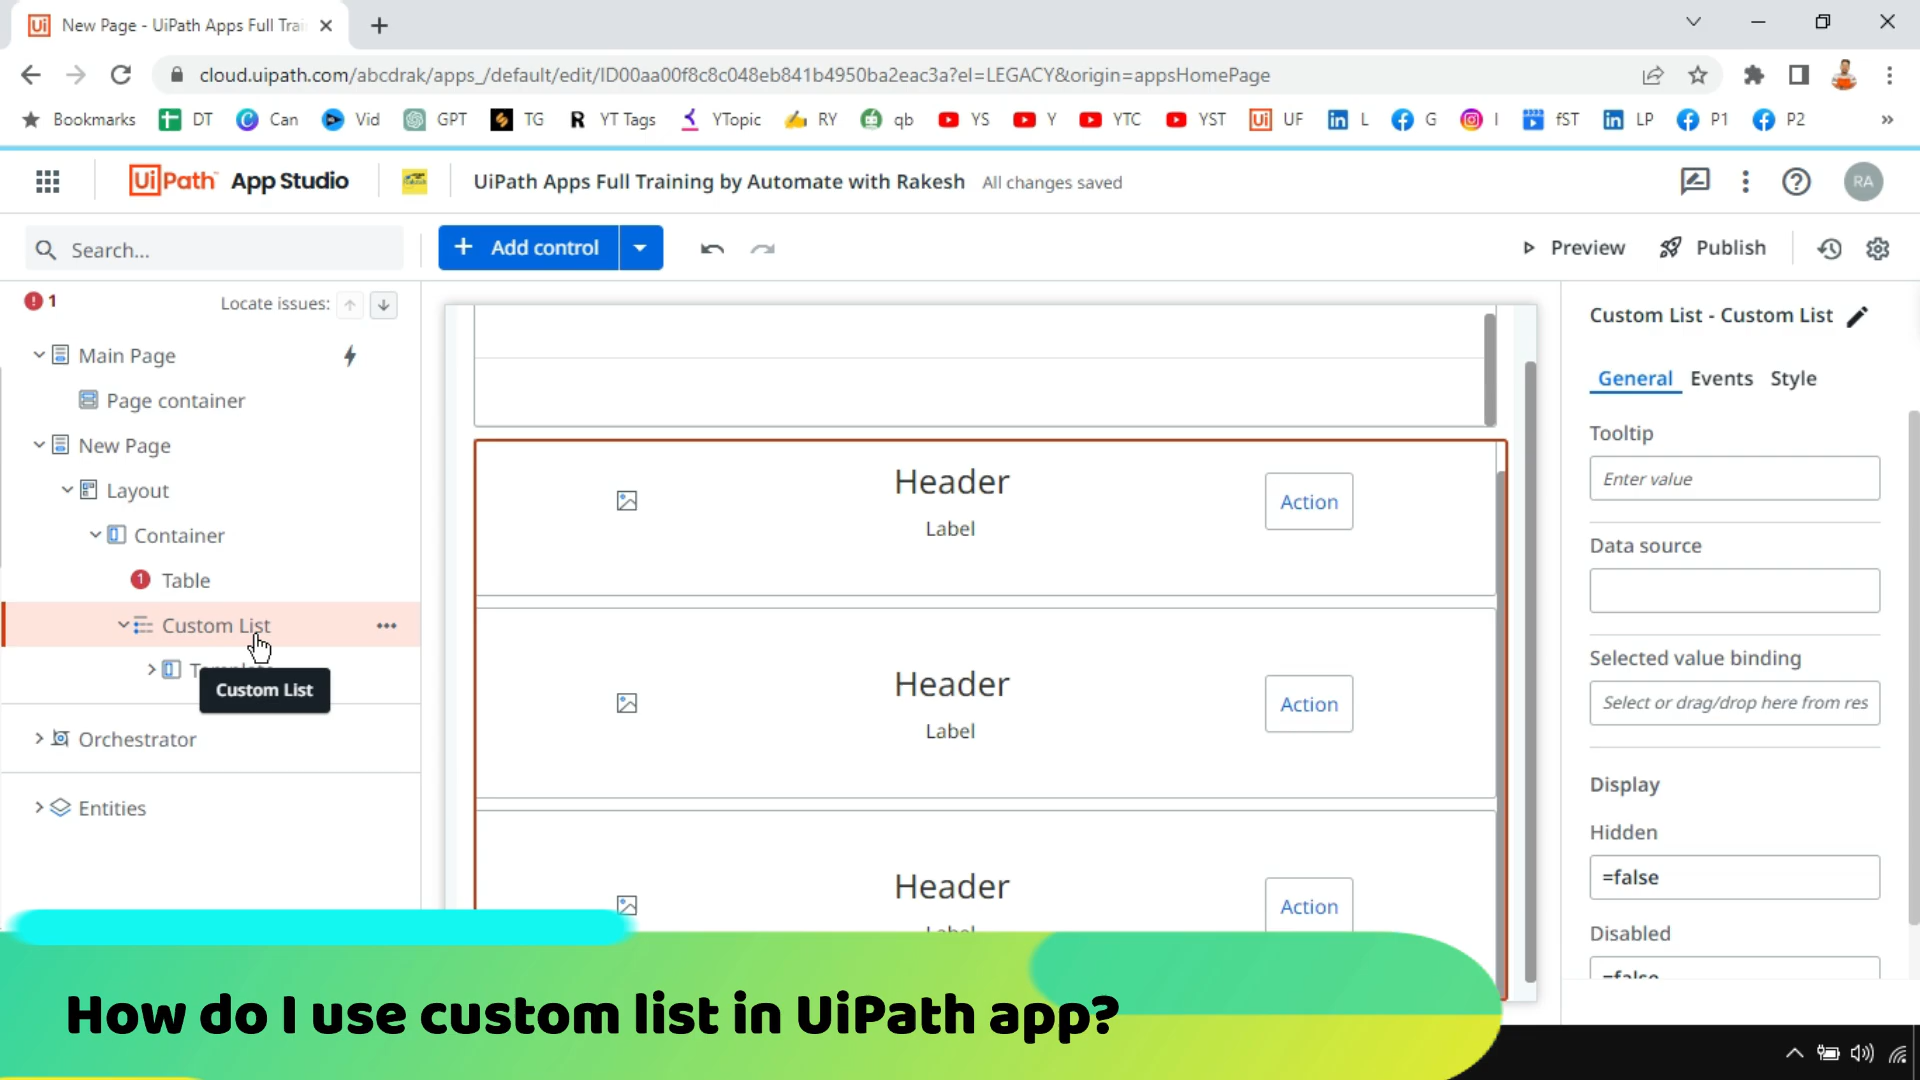 New Page - UiPath Apps Full Trai
cloud.uipath.com/abcdrak/apps_/default/edit/ID00aa00f8c8c048eb841b4950ba2eac3a?el=LEGACY&origin=appsHomePage
Bookmarks DT Can Vid GPT TG YT Tags YTopic RY qb YS Y YTC YST UF L G I fST LP P1 P2 »
UiPath App Studio UiPath Apps Full Training by Automate with Rakesh All changes saved RA
Search... + Add control Preview Publish
1 Locate issues:
Main Page
Page container
New Page
Layout
Container
1 Table
Custom List
Custom List
Orchestrator
Entities
Header
Label
Action
Header
Label
Action
Header
Action
Custom List - Custom List
General Events Style
Tooltip
Enter value
Data source
Selected value binding
Select or drag/drop here from res
Display
Hidden
=false
Disabled
=false
How do I use custom list in UiPath app?